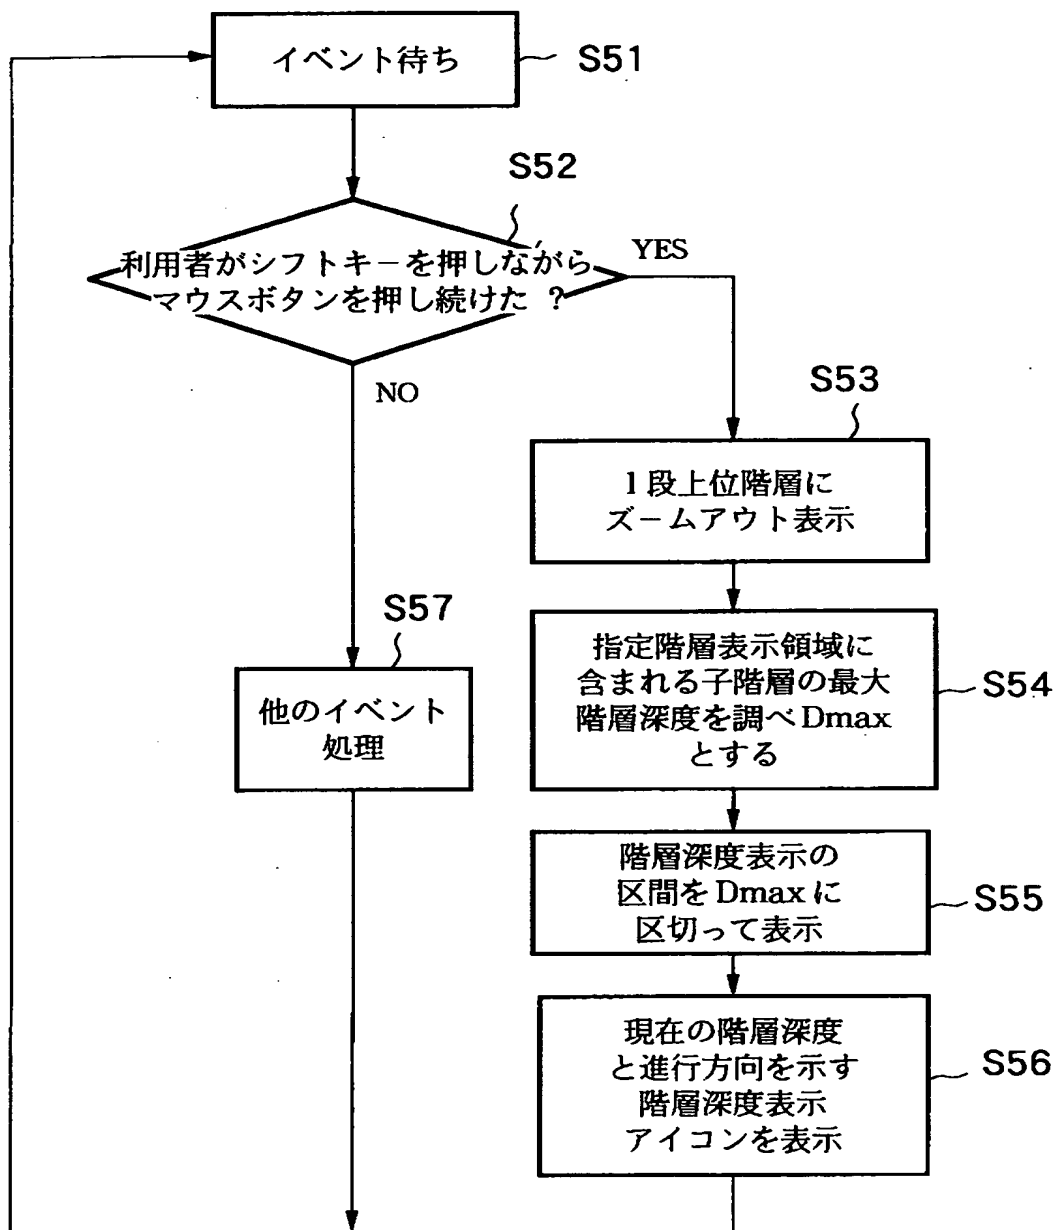 イベント待ち
S51
S52
利用者がシフトキーを押しながら
マウスボタンを押し続けた ?
YES
NO
S53
1段上位階層に
ズームアウト表示
S57
他のイベント
処理
指定階層表示領域に
含まれる子階層の最大
階層深度を調べDmax
とする
S54
階層深度表示の
区間をDmaxに
区切って表示
S55
現在の階層深度
と進行方向を示す
階層深度表示
アイコンを表示
S56